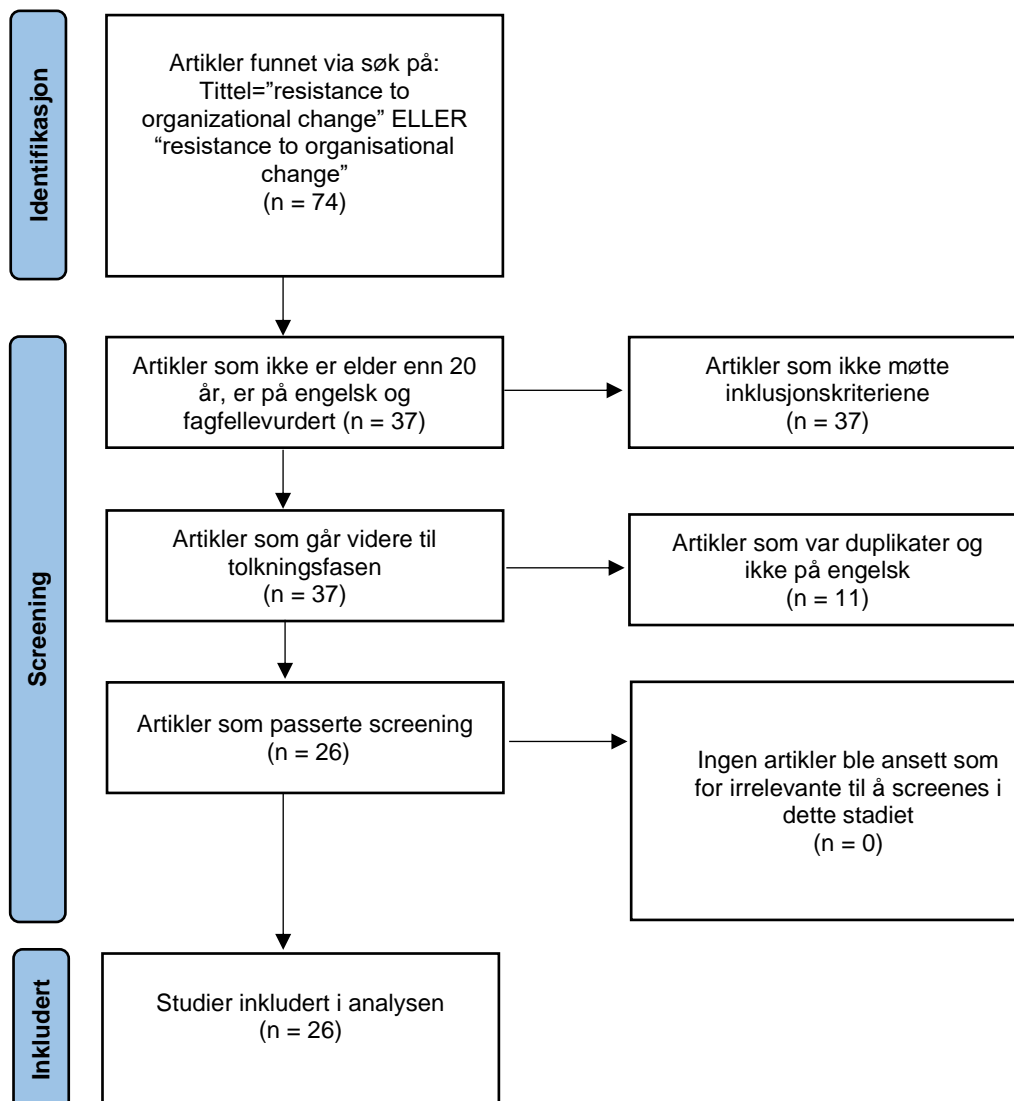 Identifikasjon
Artikler funnet via søk på:
Tittel=”resistance to
organizational change” ELLER
“resistance to organisational
change”
(n = 74)
Screening
Artikler som ikke er elder enn 20
år, er på engelsk og
fagfellevurdert (n = 37)
Artikler som ikke møtte
inklusjonskriteriene
(n = 37)
Artikler som går videre til
tolkningsfasen
(n = 37)
Artikler som var duplikater og
ikke på engelsk
(n = 11)
Artikler som passerte screening
(n = 26)
Ingen artikler ble ansett som
for irrelevante til å screenes i
dette stadiet
(n = 0)
Inkludert
Studier inkludert i analysen
(n = 26)